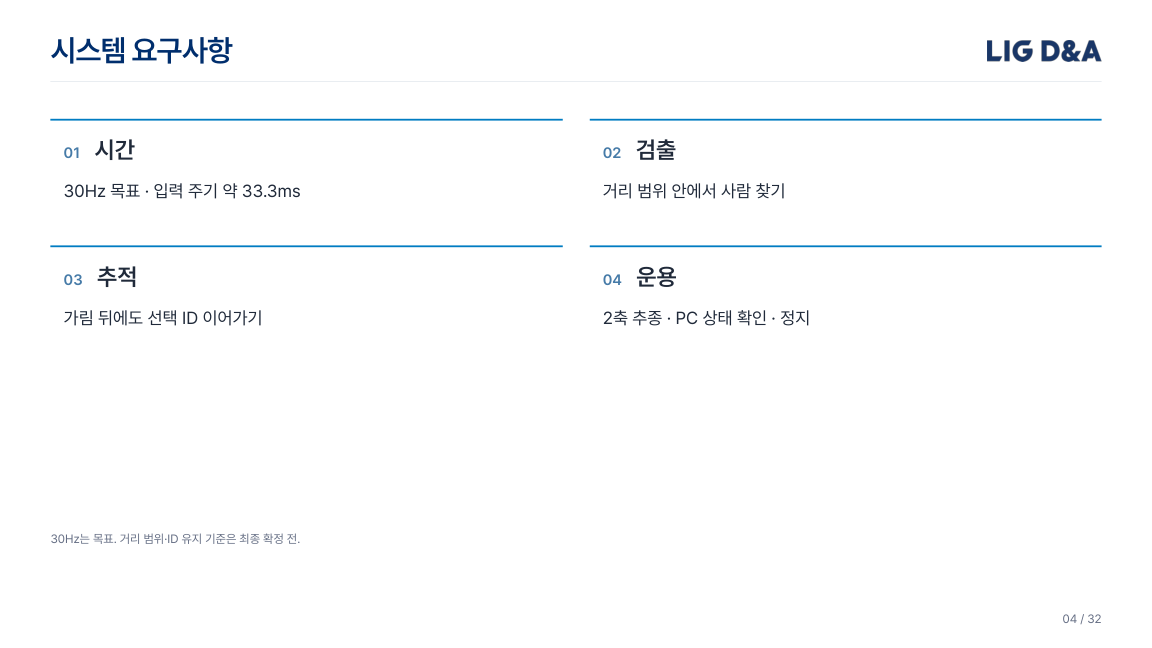 시스템 요구사항
LIG D&A
01 시간
30Hz 목표 · 입력 주기 약 33.3ms
02 검출
거리 범위 안에서 사람 찾기
03 추적
가림 뒤에도 선택 ID 이어가기
04 운용
2축 추종 · PC 상태 확인 · 정지
30Hz는 목표. 거리 범위·ID 유지 기준은 최종 확정 전.
04 / 32